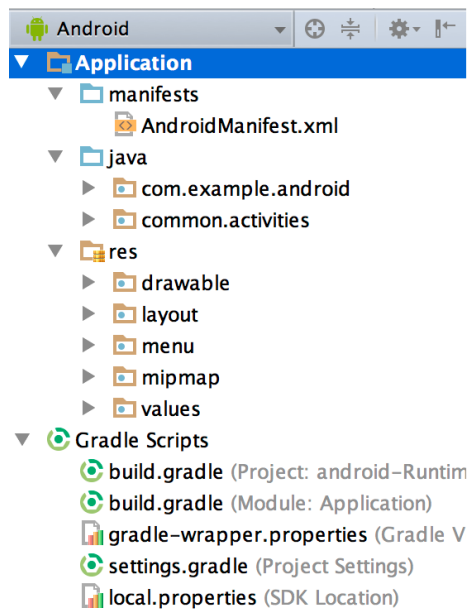 Android
Application
manifests
AndroidManifest.xml
java
com.example.android
common.activities
res
drawable
layout
menu
mipmap
values
Gradle Scripts
build.gradle (Project: android-Runtim
build.gradle (Module: Application)
gradle-wrapper.properties (Gradle V
settings.gradle (Project Settings)
local.properties (SDK Location)